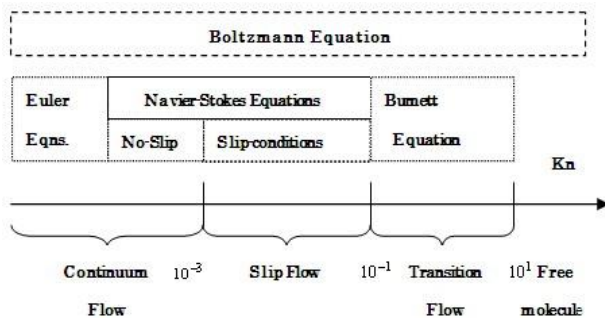 Boltzmann Equation
Euler Navier-Stokes Equations Burnett
Eqns. No-Slip Slip-conditions Equation
Kn
Continuum 10⁻³ Slip Flow 10⁻¹ Transition 10¹ Free
Flow Flow molecule